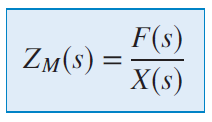 Z_M(s) = F(s) / X(s)